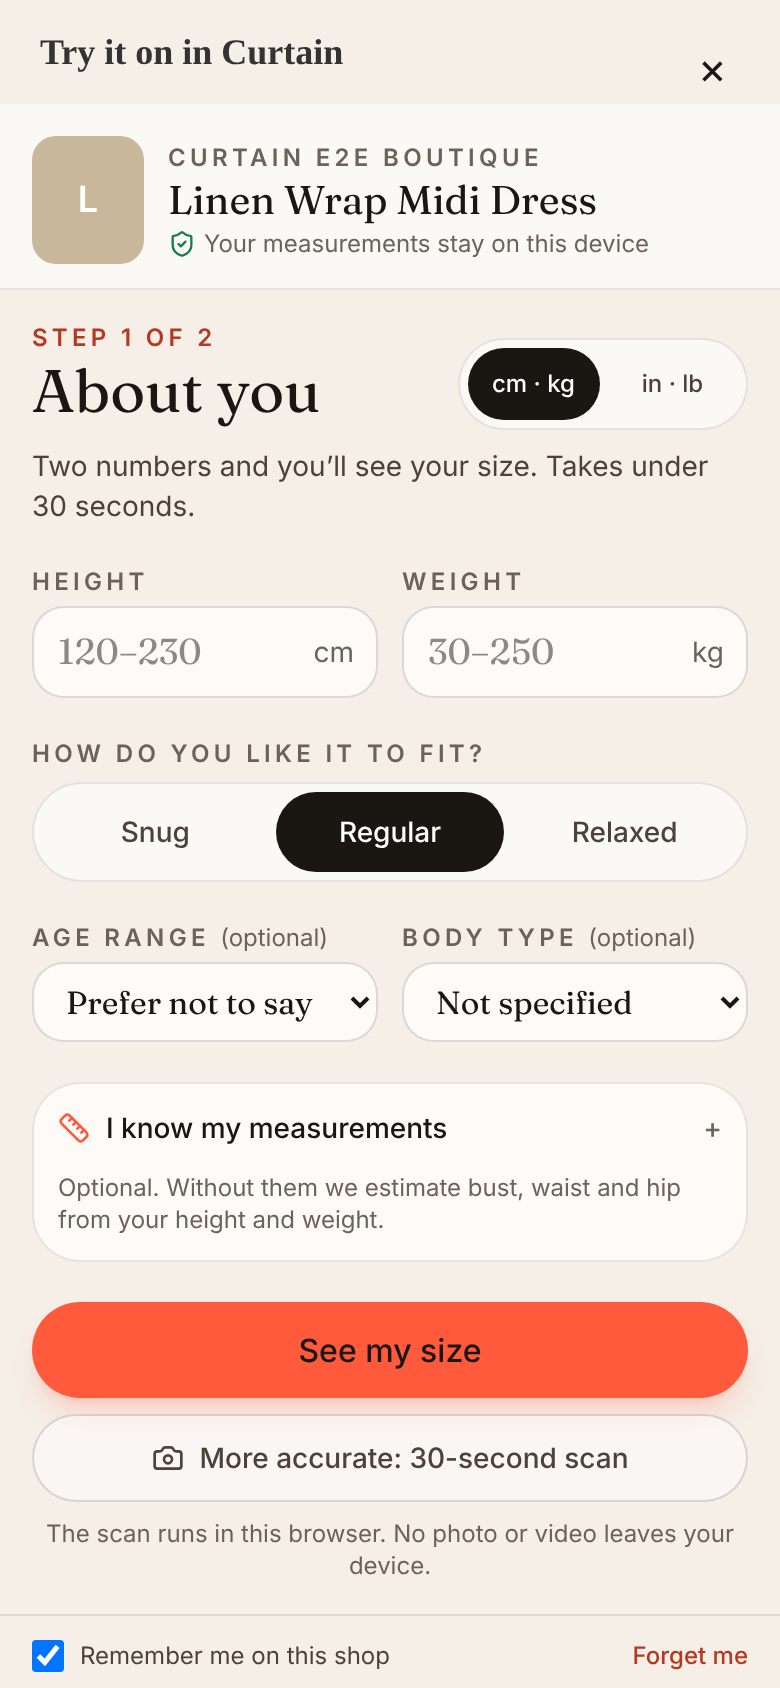 Try it on in Curtain
✕
L
CURTAIN E2E BOUTIQUE
Linen Wrap Midi Dress
Your measurements stay on this device
STEP 1 OF 2
About you
cm · kg
in · lb
Two numbers and you’ll see your size. Takes under
30 seconds.
HEIGHT
WEIGHT
120–230 cm
30–250 kg
HOW DO YOU LIKE IT TO FIT?
Snug
Regular
Relaxed
AGE RANGE (optional)
BODY TYPE (optional)
Prefer not to say
Not specified
I know my measurements +
Optional. Without them we estimate bust, waist and hip
from your height and weight.
See my size
More accurate: 30-second scan
The scan runs in this browser. No photo or video leaves your
device.
Remember me on this shop
Forget me